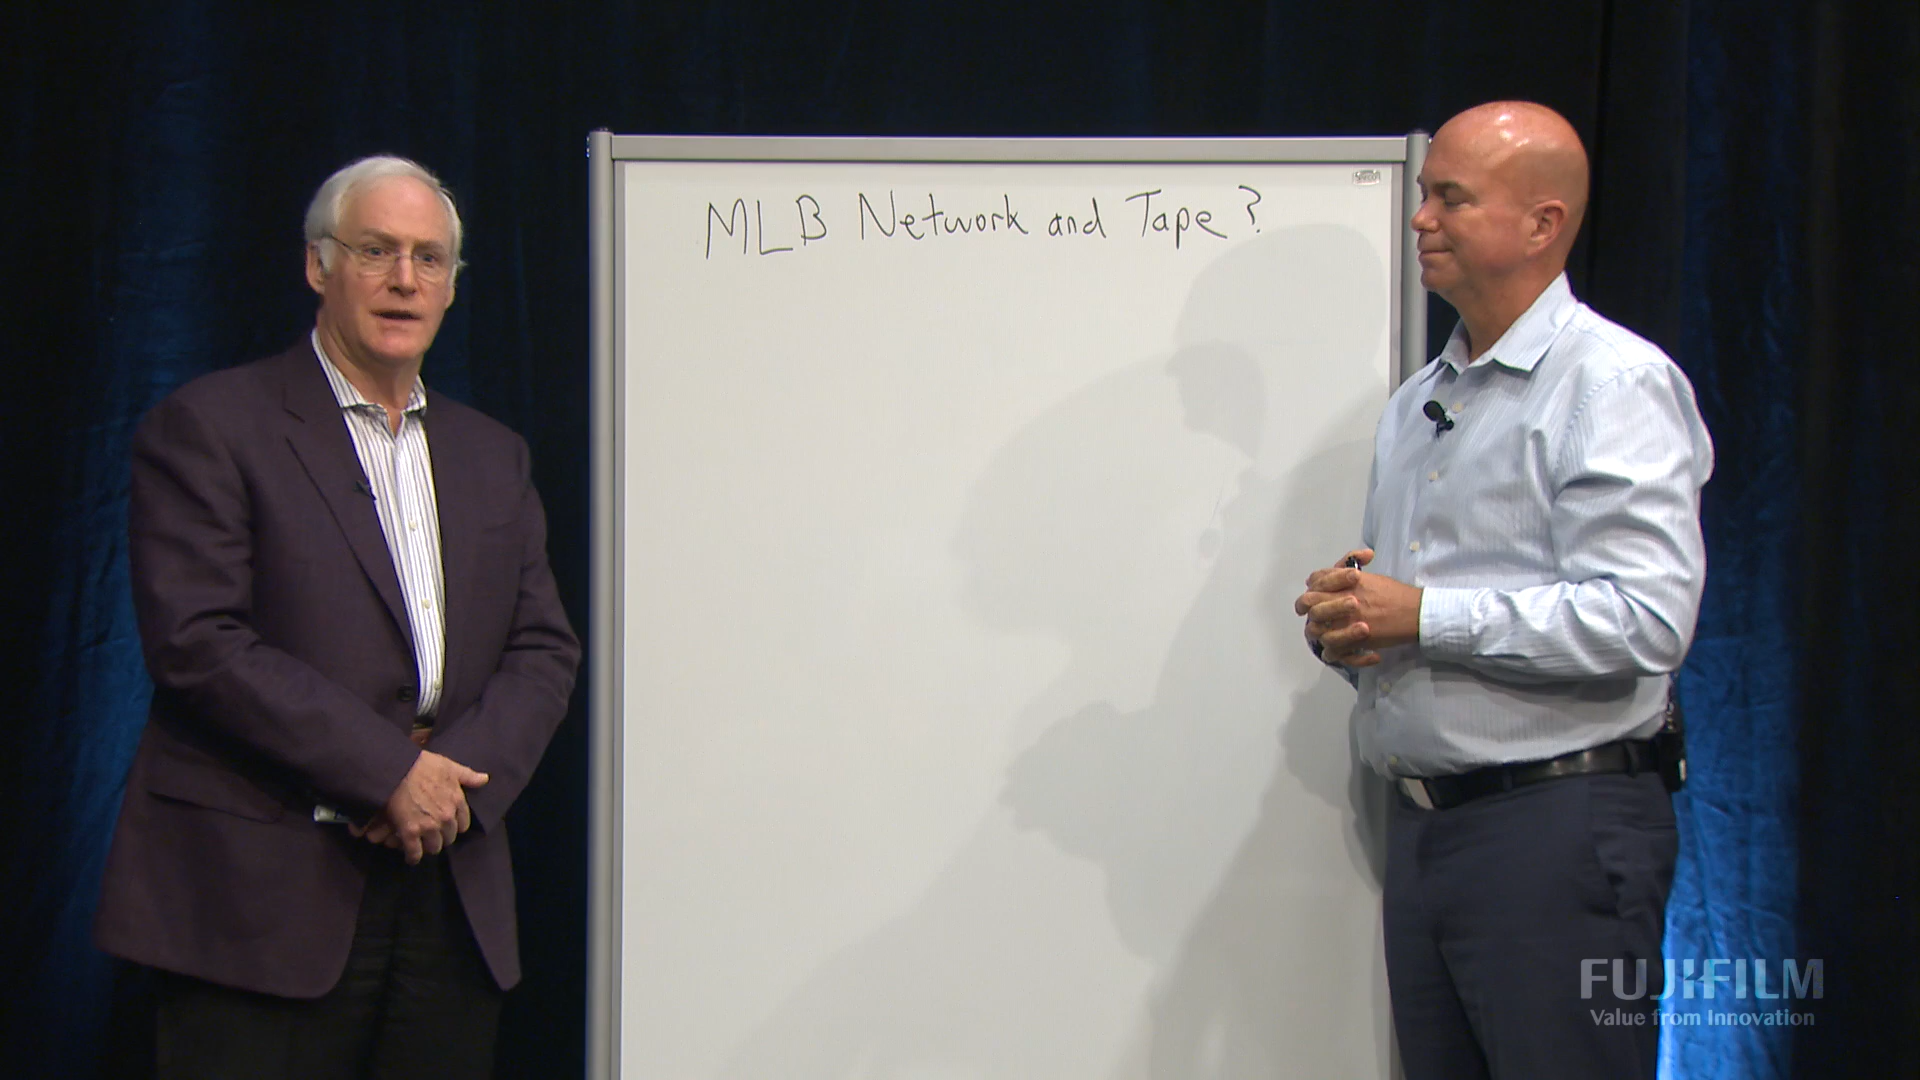 MLB Network and Tape?
FUJIFILM
Value from Innovation